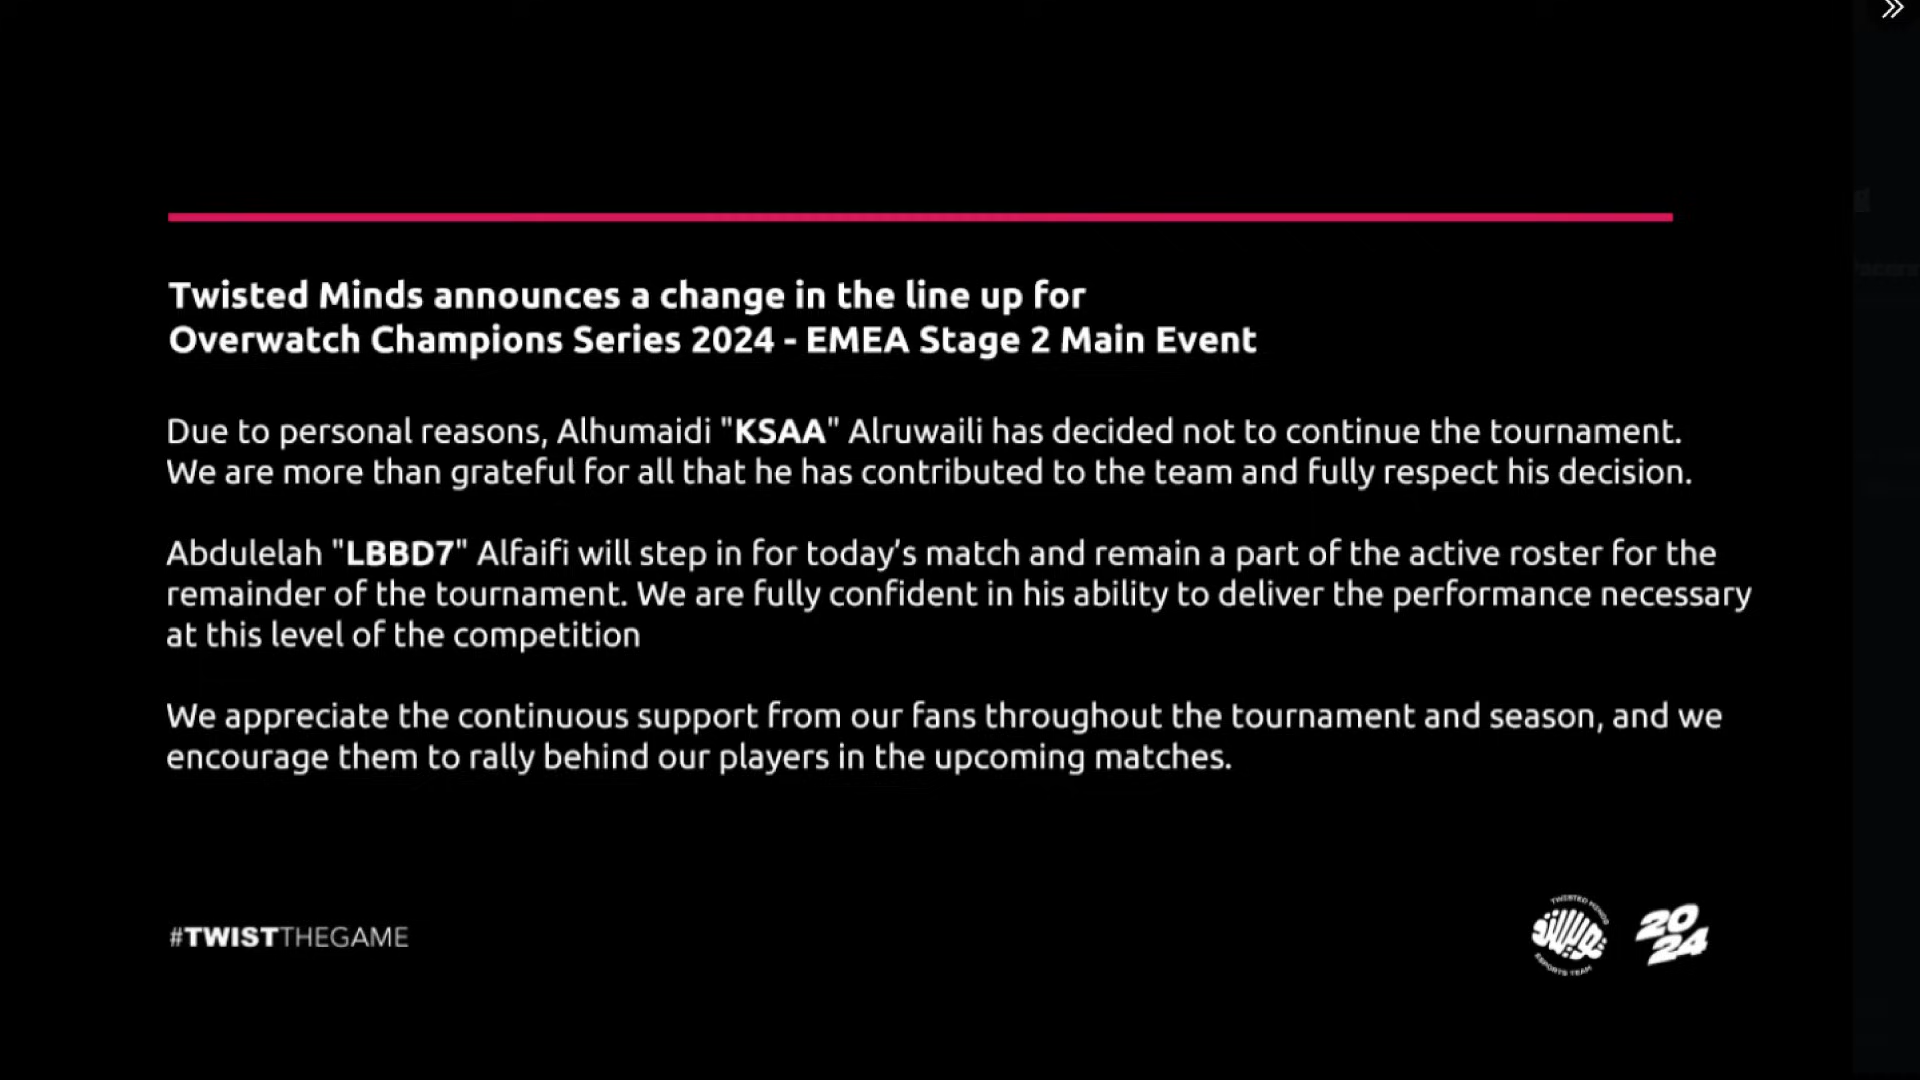 Twisted Minds announces a change in the line up for
Overwatch Champions Series 2024 - EMEA Stage 2 Main Event
Due to personal reasons, Alhumaidi "KSAA" Alruwaili has decided not to continue the tournament.
We are more than grateful for all that he has contributed to the team and fully respect his decision.
Abdulelah "LBBD7" Alfaifi will step in for today’s match and remain a part of the active roster for the
remainder of the tournament. We are fully confident in his ability to deliver the performance necessary
at this level of the competition
We appreciate the continuous support from our fans throughout the tournament and season, and we
encourage them to rally behind our players in the upcoming matches.
#TWISTTHEGAME
TWISTED MINDS
ESPORTS TEAM
20
24